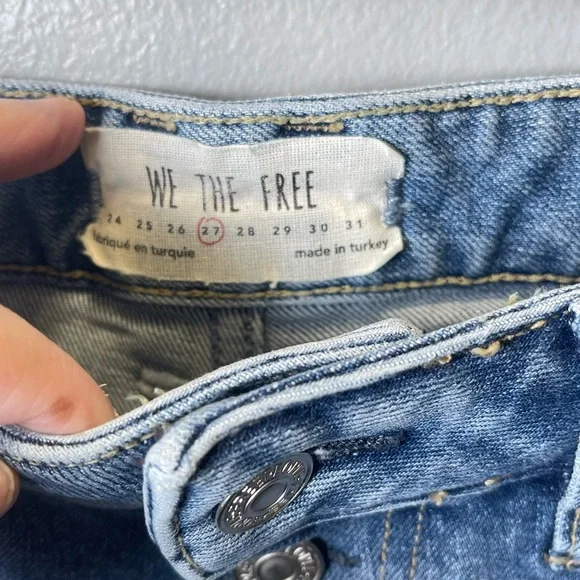 WE THE FREE
24 25 26 27 28 29 30 31
fabriqué en turquie made in turkey